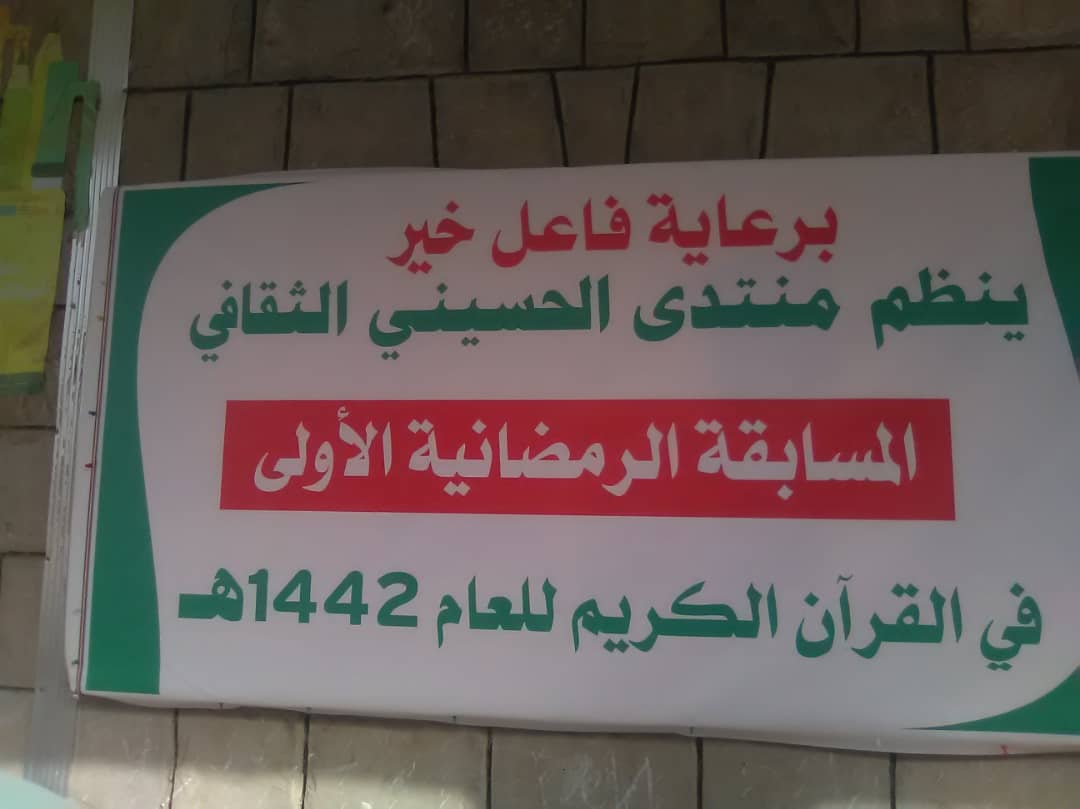 برعاية فاعل خير
ينظم منتدى الحسيني الثقافي
المسابقة الرمضانية الأولى
في القرآن الكريم للعام 1442هـ